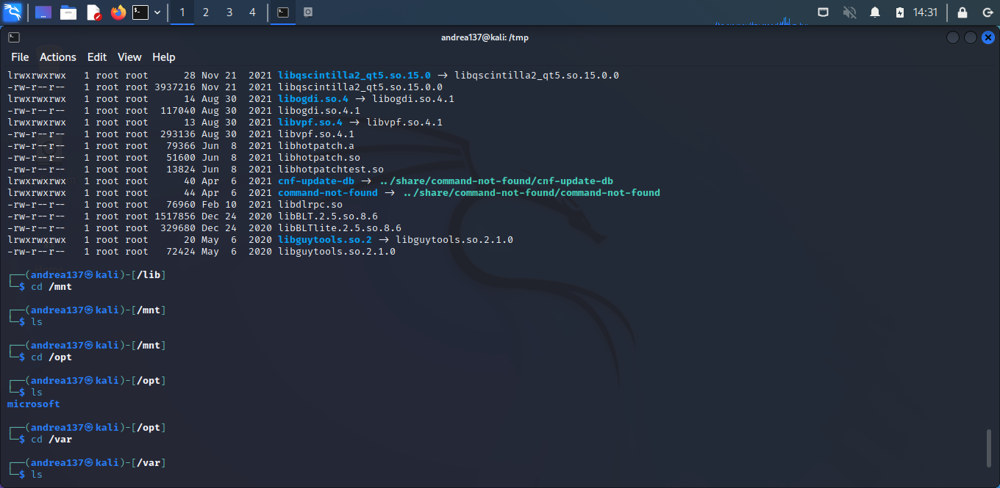 1 2 3 4 14:31
andrea137@kali: /tmp
File Actions Edit View Help
lrwxrwxrwx 1 root root 28 Nov 21 2021 libqscintilla2_qt5.so.15.0 → libqscintilla2_qt5.so.15.0.0
-rw-r--r-- 1 root root 3937216 Nov 21 2021 libqscintilla2_qt5.so.15.0.0
lrwxrwxrwx 1 root root 14 Aug 30 2021 libogdi.so.4 → libogdi.so.4.1
-rw-r--r-- 1 root root 117040 Aug 30 2021 libogdi.so.4.1
lrwxrwxrwx 1 root root 13 Aug 30 2021 libvpf.so.4 → libvpf.so.4.1
-rw-r--r-- 1 root root 293136 Aug 30 2021 libvpf.so.4.1
-rw-r--r-- 1 root root 79366 Jun 8 2021 libhotpatch.a
-rw-r--r-- 1 root root 51600 Jun 8 2021 libhotpatch.so
-rw-r--r-- 1 root root 13824 Jun 8 2021 libhotpatchtest.so
lrwxrwxrwx 1 root root 40 Apr 6 2021 cnf-update-db → ../share/command-not-found/cnf-update-db
lrwxrwxrwx 1 root root 44 Apr 6 2021 command-not-found → ../share/command-not-found/command-not-found
-rw-r--r-- 1 root root 76960 Feb 10 2021 libdlrpc.so
-rw-r--r-- 1 root root 1517856 Dec 24 2020 libBLT.2.5.so.8.6
-rw-r--r-- 1 root root 329680 Dec 24 2020 libBLTlite.2.5.so.8.6
lrwxrwxrwx 1 root root 20 May 6 2020 libguytools.so.2 → libguytools.so.2.1.0
-rw-r--r-- 1 root root 72424 May 6 2020 libguytools.so.2.1.0
┌──(andrea137㉿kali)-[/lib]
└─$ cd /mnt
┌──(andrea137㉿kali)-[/mnt]
└─$ ls
┌──(andrea137㉿kali)-[/mnt]
└─$ cd /opt
┌──(andrea137㉿kali)-[/opt]
└─$ ls
microsoft
┌──(andrea137㉿kali)-[/opt]
└─$ cd /var
┌──(andrea137㉿kali)-[/var]
└─$ ls